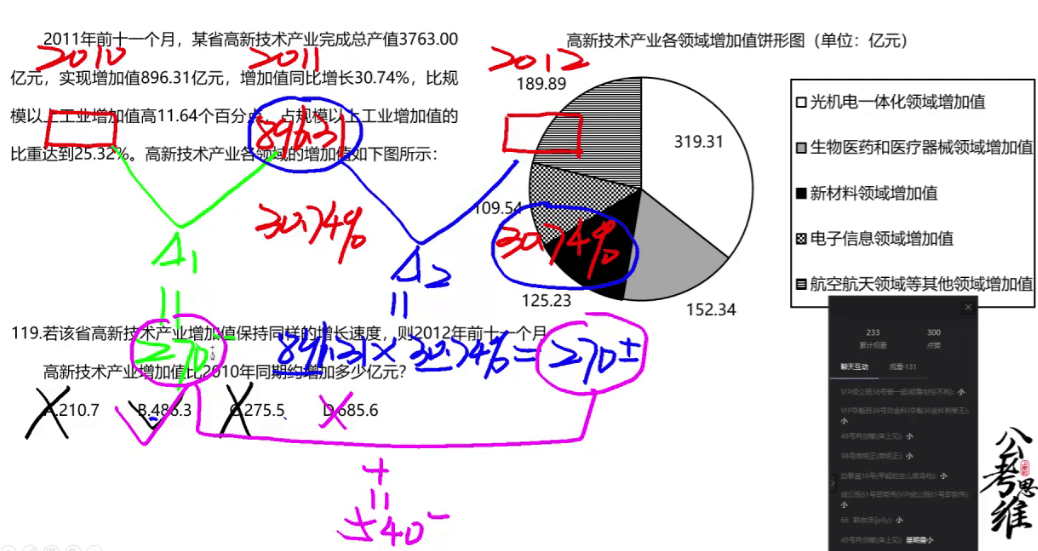 2011年前十一个月，某省高新技术产业完成总产值3763.00
亿元，实现增加值896.31亿元，增加值同比增长30.74%，比规
模以上工业增加值高11.64个百分点，占规模以上工业增加值的
比重达到25.32%。高新技术产业各领域的增加值如下图所示：
2010
2011
2012
896.31
30.74%
30.74%
高新技术产业各领域增加值饼形图（单位：亿元）
189.89
319.31
109.54
125.23
152.34
光机电一体化领域增加值
生物医药和医疗器械领域增加值
新材料领域增加值
电子信息领域增加值
航空航天领域等其他领域增加值
Δ1
Δ2
=
=
119.若该省高新技术产业增加值保持同样的增长速度，则2012年前十一个月
高新技术产业增加值比2010年同期约增加多少亿元？
270-
896.31×30.74%=270±
A.210.7 B.486.3 C.275.5 D.685.6
+
=
540-
233
300
累计观看
点赞
聊天互动
小
小
小
小
小
小
小
公考思维